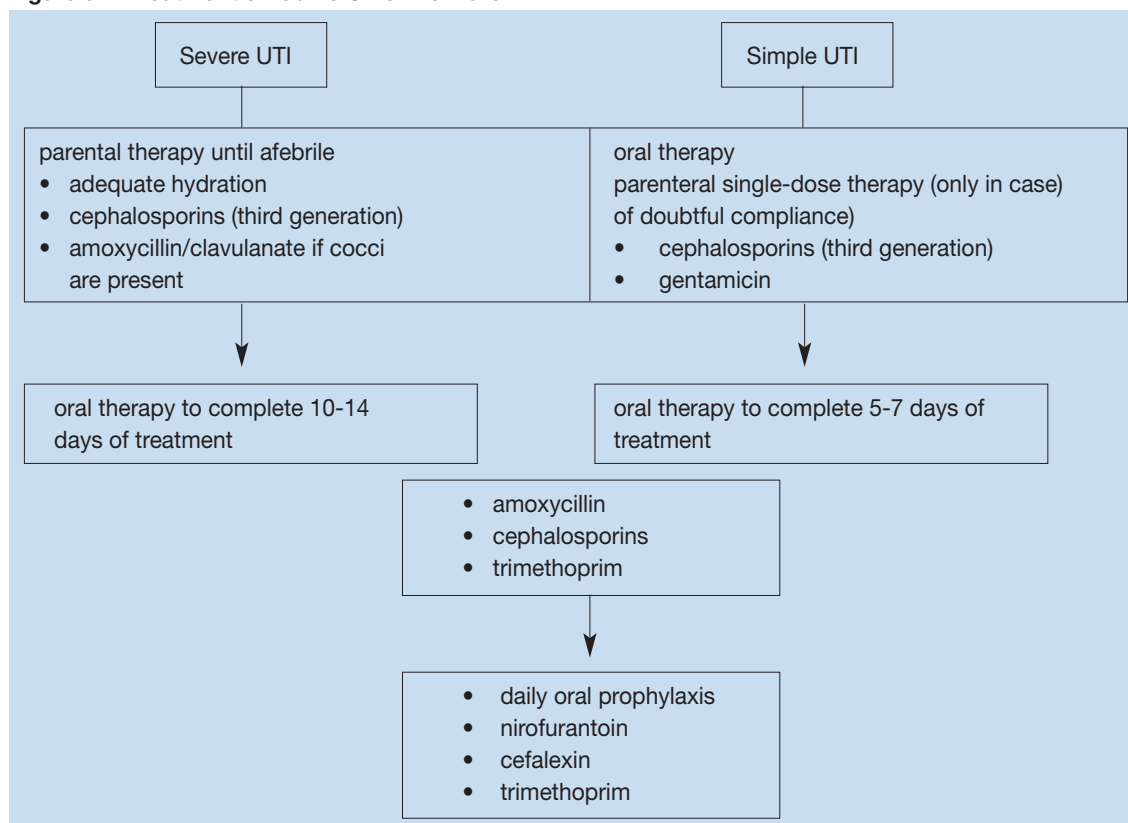 Severe UTI
Simple UTI
parental therapy until afebrile
• adequate hydration
• cephalosporins (third generation)
• amoxycillin/clavulanate if cocci
are present
oral therapy
parenteral single-dose therapy (only in case)
of doubtful compliance)
• cephalosporins (third generation)
• gentamicin
oral therapy to complete 10-14
days of treatment
oral therapy to complete 5-7 days of
treatment
• amoxycillin
• cephalosporins
• trimethoprim
• daily oral prophylaxis
• nirofurantoin
• cefalexin
• trimethoprim